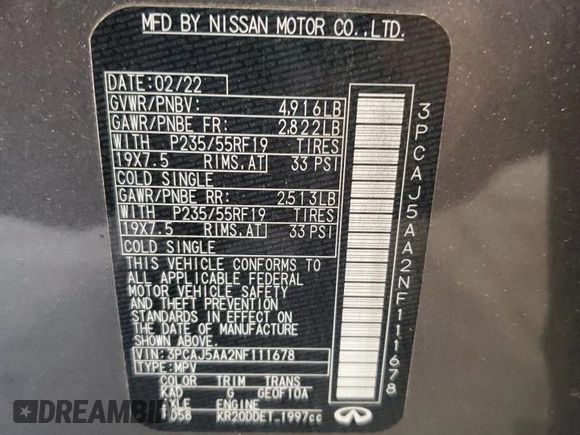 MFD BY NISSAN MOTOR CO.,LTD.
DATE:02/22
GVWR/PNBV: 4,916LB
GAWR/PNBE FR: 2,822LB
WITH P235/55RF19 TIRES
19X7.5 RIMS.AT 33 PSI
COLD SINGLE
GAWR/PNBE RR: 2,513LB
WITH P235/55RF19 TIRES
19X7.5 RIMS.AT 33 PSI
COLD SINGLE
THIS VEHICLE CONFORMS TO
ALL APPLICABLE FEDERAL
MOTOR VEHICLE SAFETY
AND THEFT PREVENTION
STANDARDS IN EFFECT ON
THE DATE OF MANUFACTURE
SHOWN ABOVE.
VIN:3PCAJ5AA2NF111678
TYPE:MPV
COLOR TRIM TRANS
KAD G GE0F10A
ENGINE
KR20DDET 1997cc
3PCAJ5AA2NF111678
DREAMBID